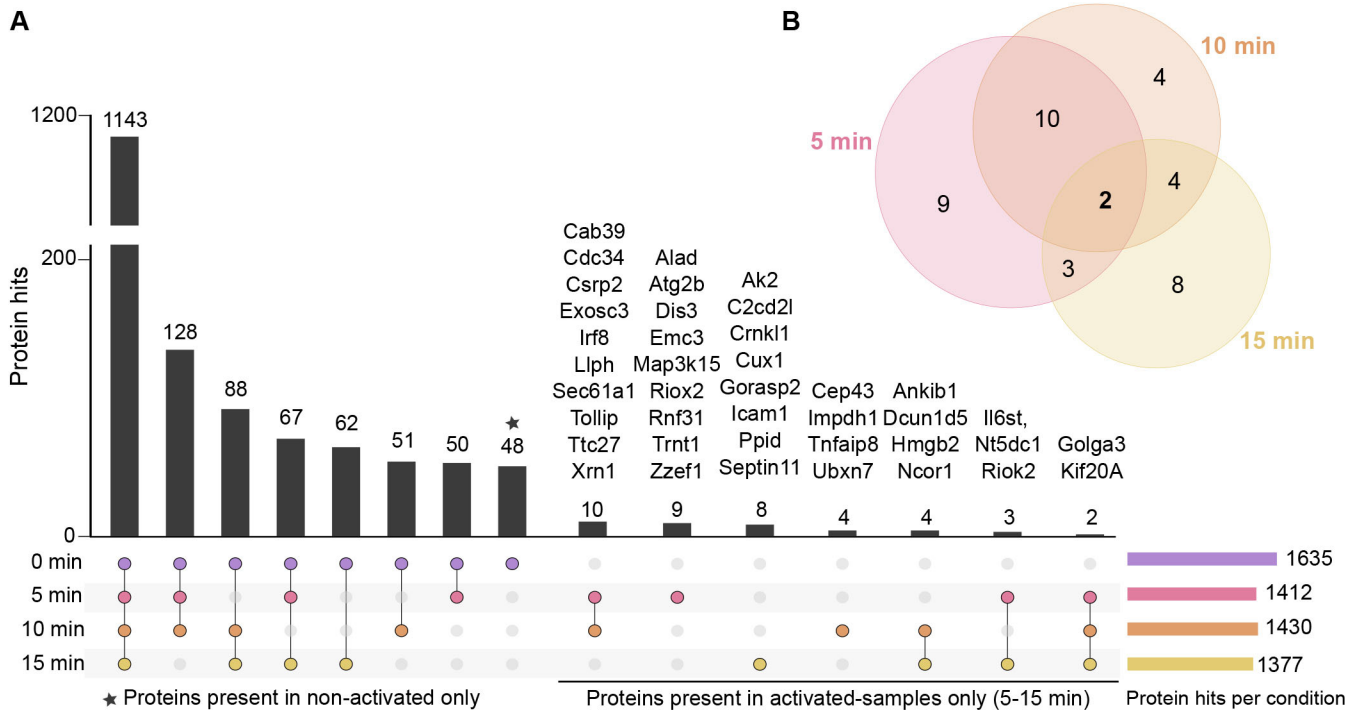 A
Protein hits
1200
200
0
1143
128
88
67
62
51
50
★
48
Cab39
Cdc34
Csrp2
Exosc3
Irf8
Llph
Sec61a1
Tollip
Ttc27
Xrn1
10
Alad
Atg2b
Dis3
Emc3
Map3k15
Riox2
Rnf31
Trnt1
Zzef1
9
Ak2
C2cd2l
Crnkl1
Cux1
Gorasp2
Icam1
Ppid
Septin11
8
Cep43
Impdh1
Tnfaip8
Ubxn7
4
Ankib1
Dcun1d5
Hmgb2
Ncor1
4
Il6st,
Nt5dc1
Riok2
3
Golga3
Kif20A
2
0 min
5 min
10 min
15 min
1635
1412
1430
1377
★ Proteins present in non-activated only
Proteins present in activated-samples only (5-15 min)
Protein hits per condition
B
10 min
5 min
15 min
4
10
9
2
4
3
8